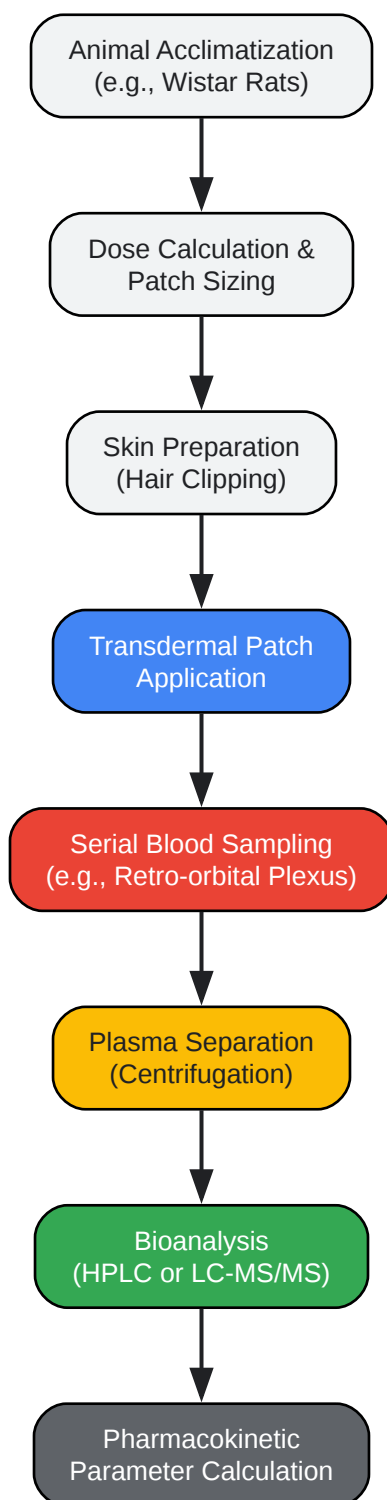 Animal Acclimatization
(e.g., Wistar Rats)
Dose Calculation &
Patch Sizing
Skin Preparation
(Hair Clipping)
Transdermal Patch
Application
Serial Blood Sampling
(e.g., Retro-orbital Plexus)
Plasma Separation
(Centrifugation)
Bioanalysis
(HPLC or LC-MS/MS)
Pharmacokinetic
Parameter Calculation